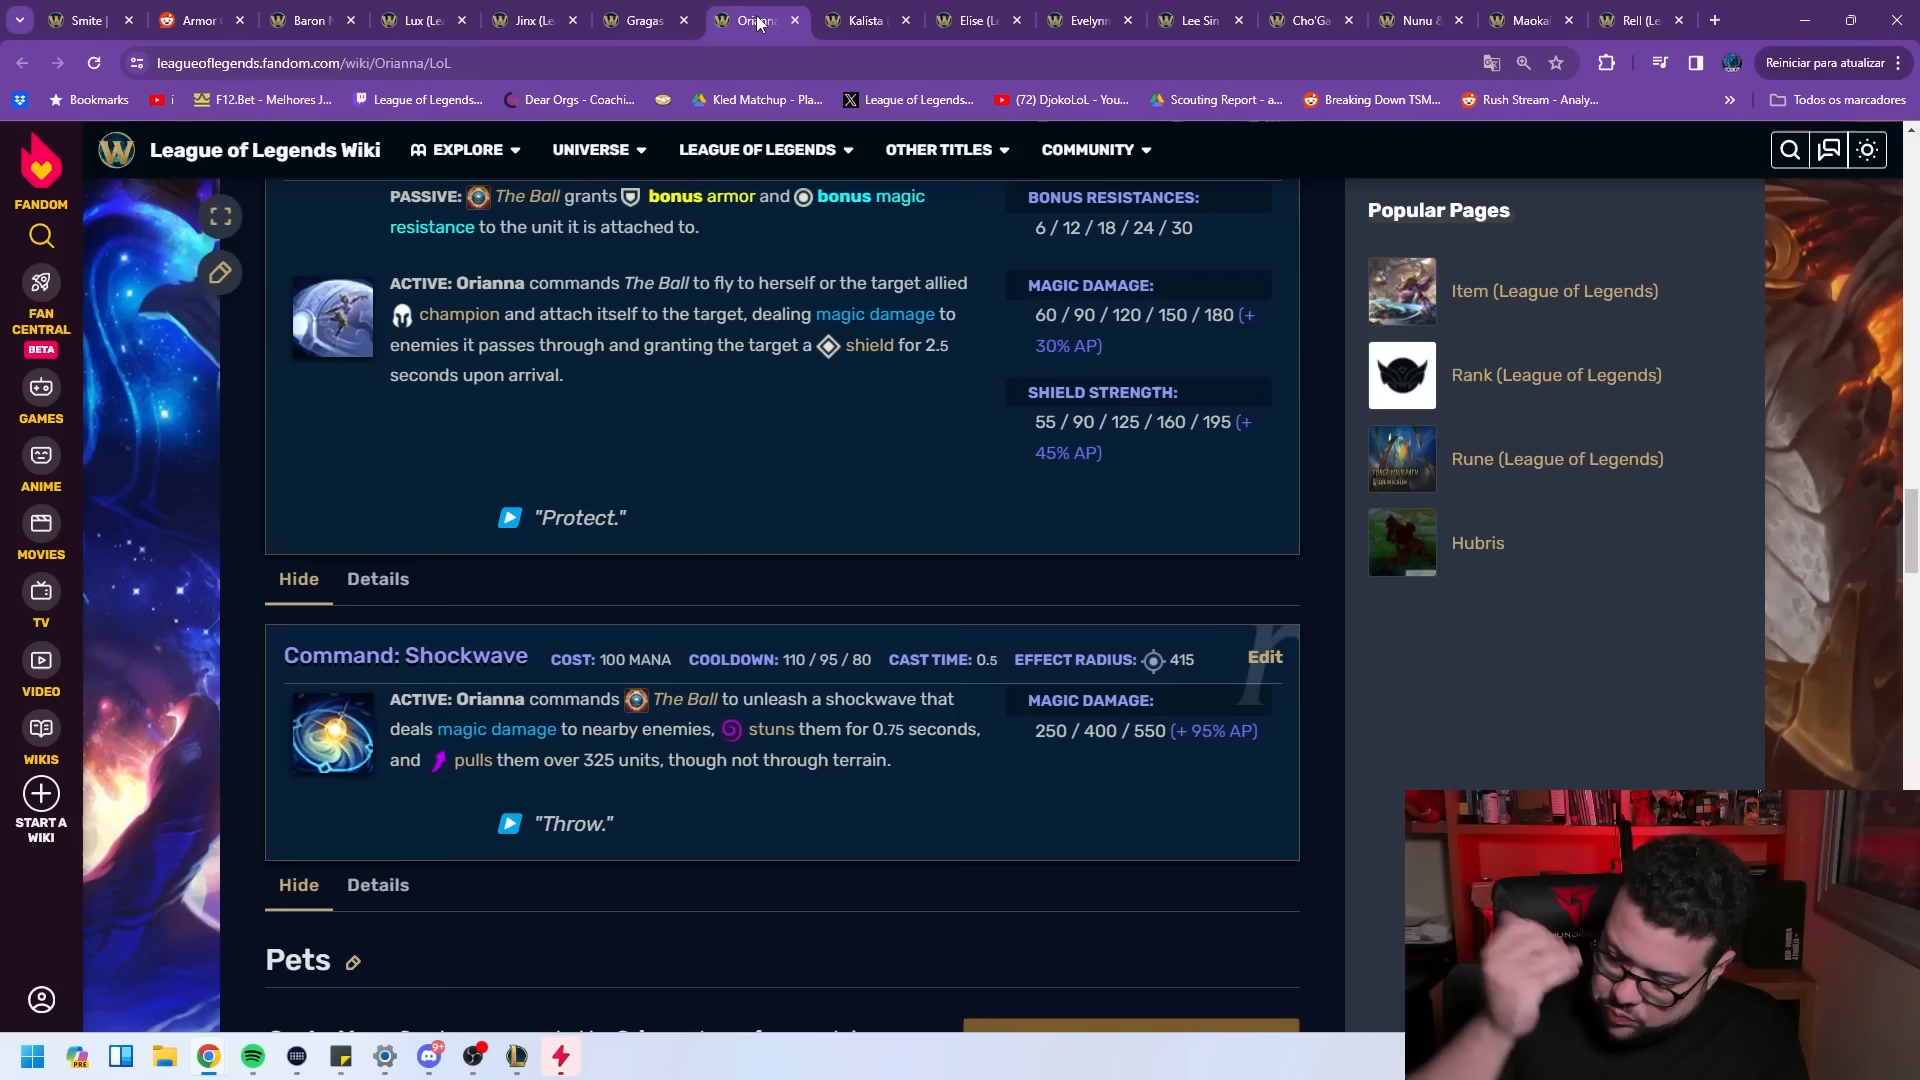 Smite |
Armor
Baron
Lux (Le
Jinx (Le
Gragas
Orianna
Kalista
Elise (L
Evelynn
Lee Sin
Cho'Ga
Nunu &
Maokai
Rell (Le
leagueoflegends.fandom.com/wiki/Orianna/LoL
Reiniciar para atualizar
Bookmarks
i
F12.Bet - Melhores J...
League of Legends...
Dear Orgs - Coachi...
Kled Matchup - Pla...
League of Legends...
(72) DjokoLoL - You...
Scouting Report - a...
Breaking Down TSM...
Rush Stream - Analy...
Todos os marcadores
League of Legends Wiki
EXPLORE
UNIVERSE
LEAGUE OF LEGENDS
OTHER TITLES
COMMUNITY
FANDOM
FAN CENTRAL
BETA
GAMES
ANIME
MOVIES
TV
VIDEO
WIKIS
START A WIKI
PASSIVE: The Ball grants bonus armor and bonus magic
resistance to the unit it is attached to.
BONUS RESISTANCES:
6 / 12 / 18 / 24 / 30
ACTIVE: Orianna commands The Ball to fly to herself or the target allied
champion and attach itself to the target, dealing magic damage to
enemies it passes through and granting the target a shield for 2.5
seconds upon arrival.
MAGIC DAMAGE:
60 / 90 / 120 / 150 / 180 (+
30% AP)
SHIELD STRENGTH:
55 / 90 / 125 / 160 / 195 (+
45% AP)
"Protect."
Hide
Details
Command: Shockwave
COST: 100 MANA
COOLDOWN: 110 / 95 / 80
CAST TIME: 0.5
EFFECT RADIUS: 415
Edit
r
ACTIVE: Orianna commands The Ball to unleash a shockwave that
deals magic damage to nearby enemies, stuns them for 0.75 seconds,
and pulls them over 325 units, though not through terrain.
MAGIC DAMAGE:
250 / 400 / 550 (+ 95% AP)
"Throw."
Hide
Details
Pets
Popular Pages
Item (League of Legends)
Rank (League of Legends)
Rune (League of Legends)
Hubris
PRE
9+